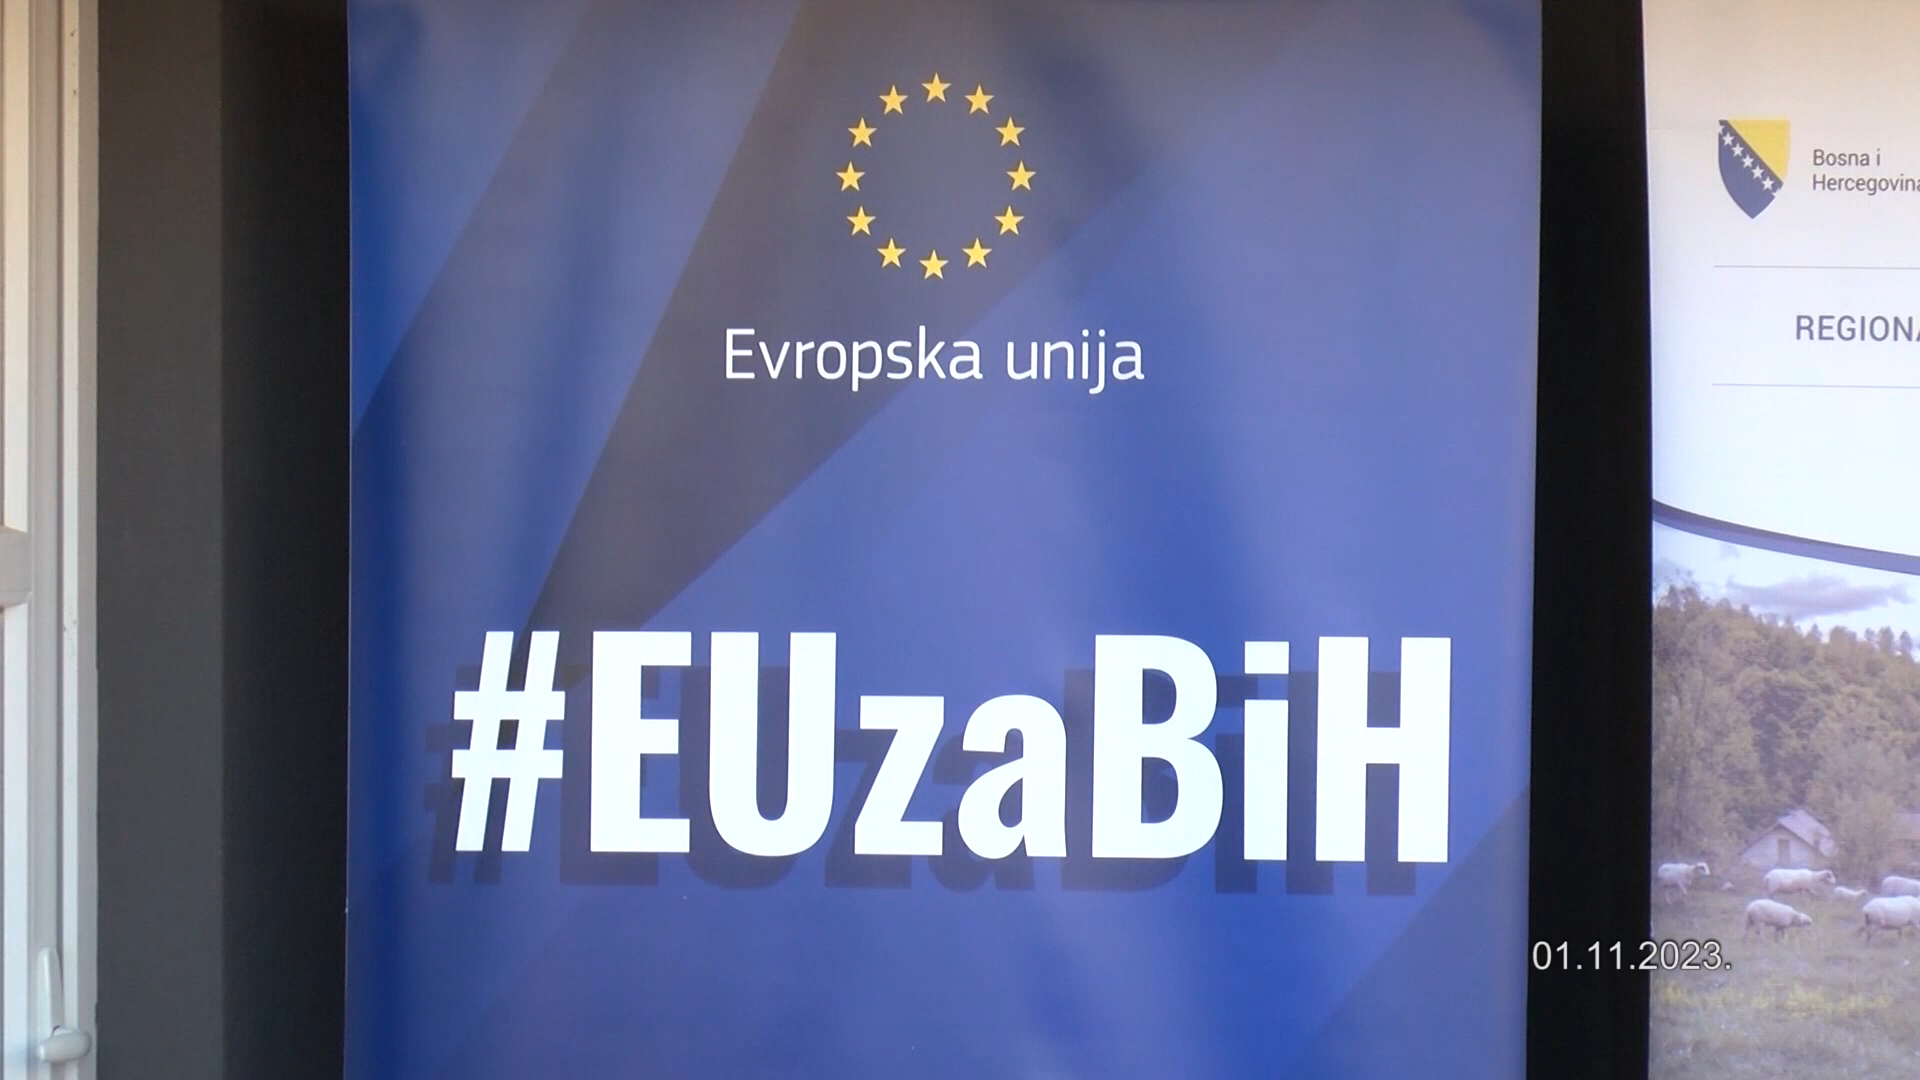 Evropska unija
#EUzaBiH
Bosna i
Hercegovina
01.11.2023.